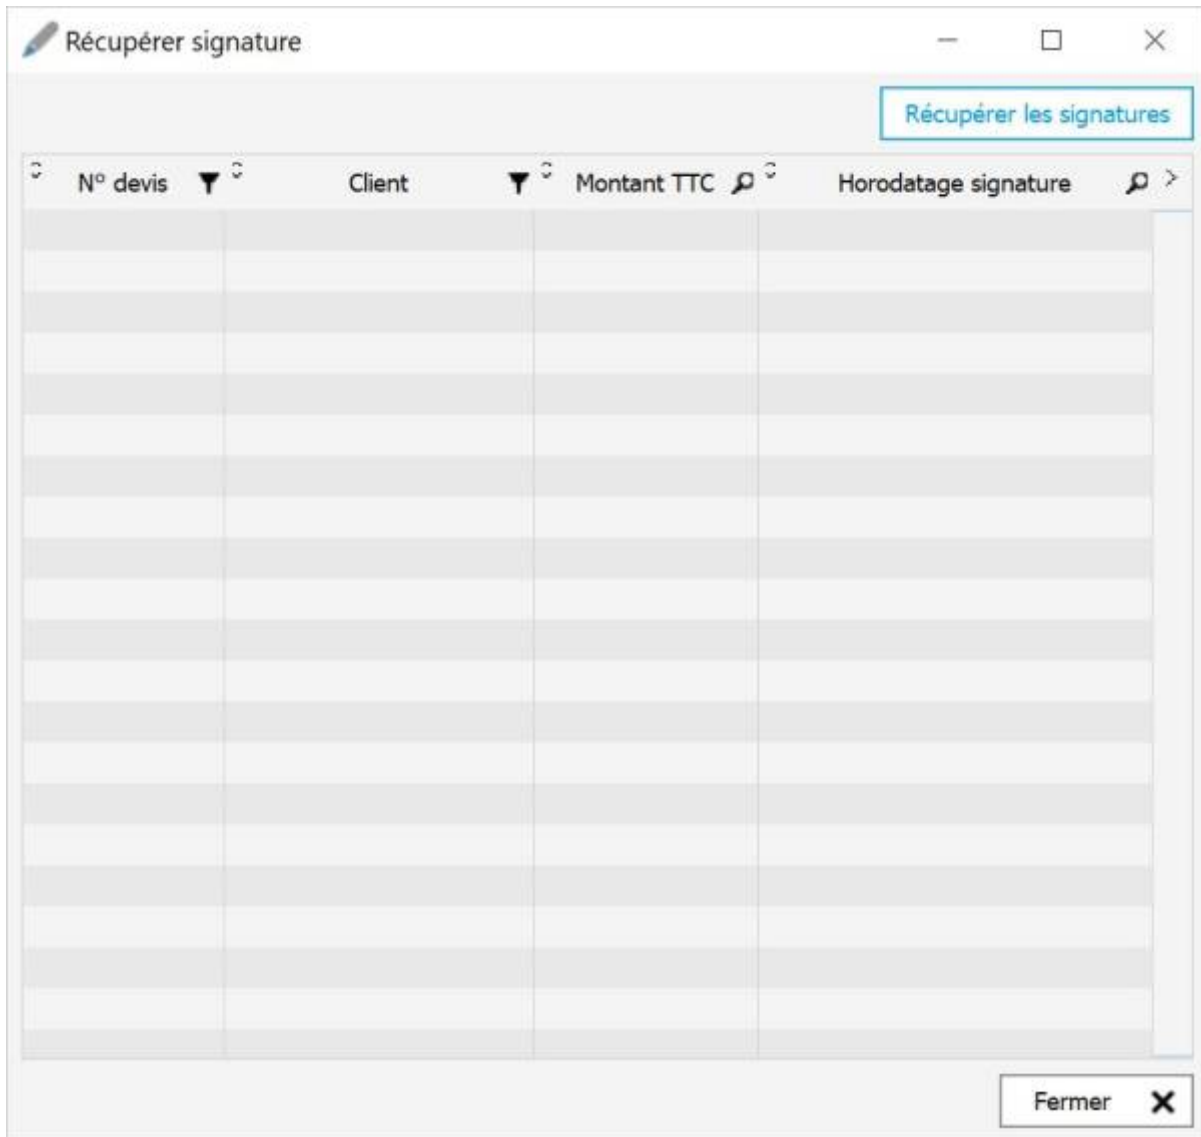 Récupérer signature
Récupérer les signatures
N° devis Client Montant TTC Horodatage signature
Fermer